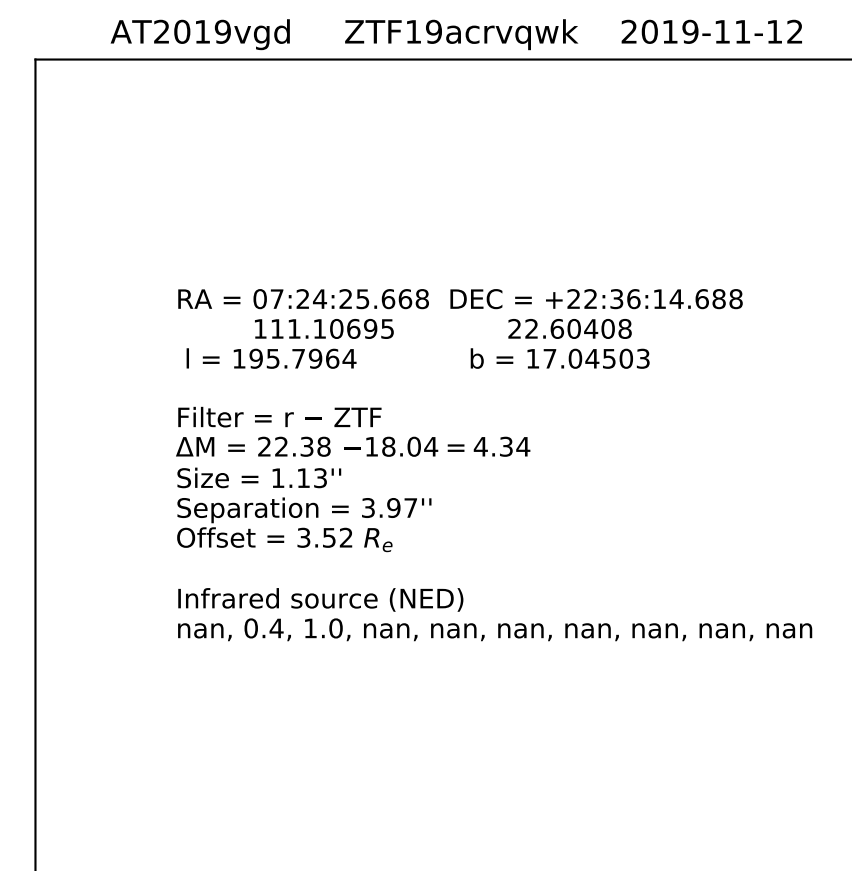 AT2019vgd ZTF19acrvqwk 2019-11-12
RA = 07:24:25.668 DEC = +22:36:14.688
111.10695 22.60408
l = 195.7964 b = 17.04503
Filter = r − ZTF
ΔM = 22.38 −18.04 = 4.34
Size = 1.13''
Separation = 3.97''
Offset = 3.52 Re
Infrared source (NED)
nan, 0.4, 1.0, nan, nan, nan, nan, nan, nan, nan